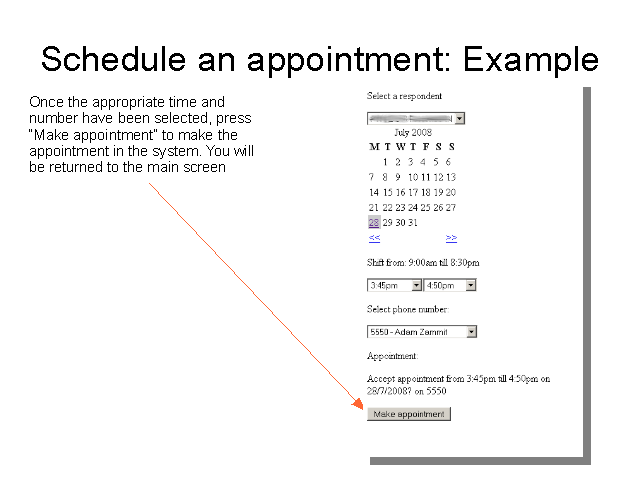 Schedule an appointment: Example
Once the appropriate time and
number have been selected, press
“Make appointment” to make the
appointment in the system. You will
be returned to the main screen
Select a respondent
July 2008
M T W T F S S
1 2 3 4 5 6
7 8 9 10 11 12 13
14 15 16 17 18 19 20
21 22 23 24 25 26 27
28 29 30 31
<< >>
Shift from: 9:00am till 8:30pm
3:45pm 4:50pm
Select phone number:
5550 - Adam Zammit
Appointment:
Accept appointment from 3:45pm till 4:50pm on
28/7/2008? on 5550
Make appointment